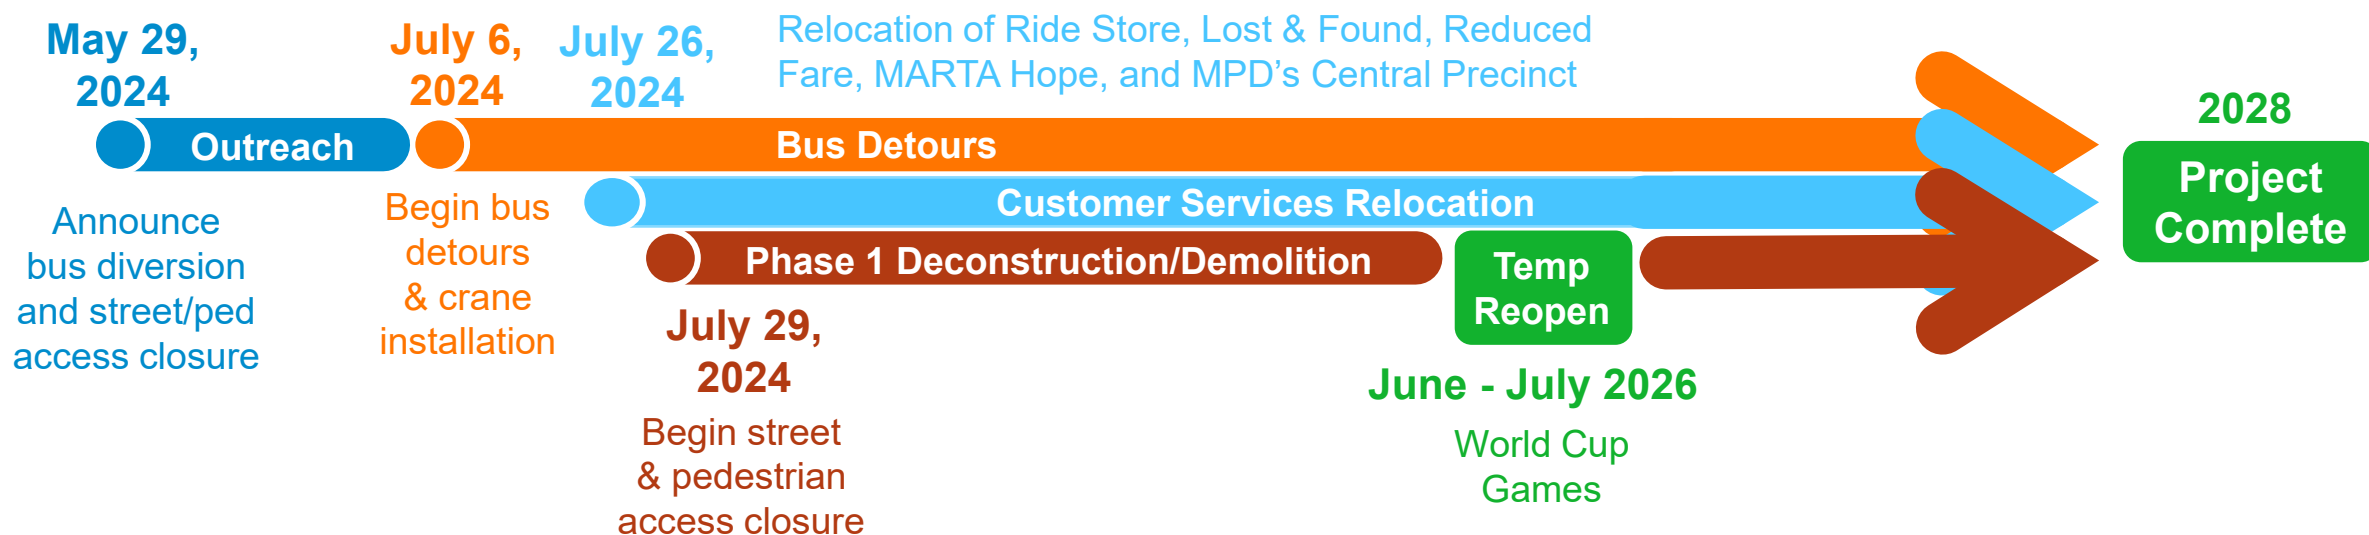 May 29,
2024
Outreach
Announce
bus diversion
and street/ped
access closure
July 6,
2024
Bus Detours
Begin bus
detours
& crane
installation
July 26,
2024
Relocation of Ride Store, Lost & Found, Reduced
Fare, MARTA Hope, and MPD’s Central Precinct
Customer Services Relocation
Phase 1 Deconstruction/Demolition
July 29,
2024
Begin street
& pedestrian
access closure
Temp
Reopen
June - July 2026
World Cup
Games
2028
Project
Complete